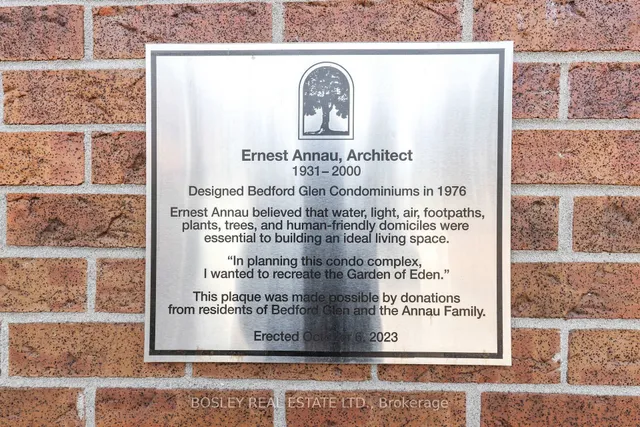 Ernest Annau, Architect
1931–2000
Designed Bedford Glen Condominiums in 1976
Ernest Annau believed that water, light, air, footpaths,
plants, trees, and human-friendly domiciles were
essential to building an ideal living space.
“In planning this condo complex,
I wanted to recreate the Garden of Eden.”
This plaque was made possible by donations
from residents of Bedford Glen and the Annau Family.
Erected October 6, 2023
BOSLEY REAL ESTATE LTD., Brokerage